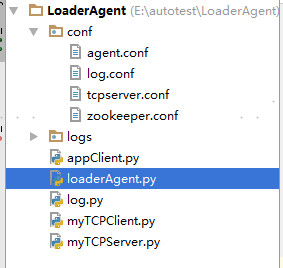 LoaderAgent (E:\autotest\LoaderAgent)
conf
agent.conf
log.conf
tcpserver.conf
zookeeper.conf
logs
appClient.py
loaderAgent.py
log.py
myTCPClient.py
myTCPServer.py